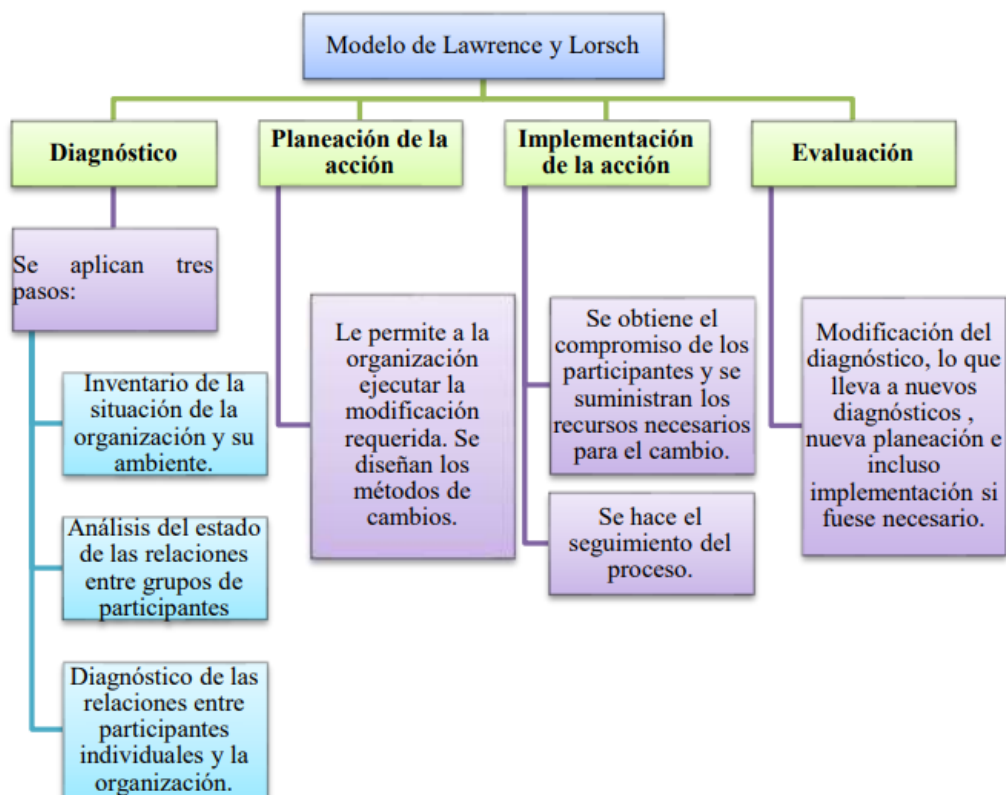 Modelo de Lawrence y Lorsch
Diagnóstico
Planeación de la
acción
Implementación
de la acción
Evaluación
Se aplican tres
pasos:
Inventario de la
situación de la
organización y su
ambiente.
Análisis del estado
de las relaciones
entre grupos de
participantes
Diagnóstico de las
relaciones entre
participantes
individuales y la
organización.
Le permite a la
organización
ejecutar la
modificación
requerida. Se
diseñan los
métodos de
cambios.
Se obtiene el
compromiso de los
participantes y se
suministran los
recursos necesarios
para el cambio.
Se hace el
seguimiento del
proceso.
Modificación del
diagnóstico, lo que
lleva a nuevos
diagnósticos ,
nueva planeación e
incluso
implementación si
fuese necesario.